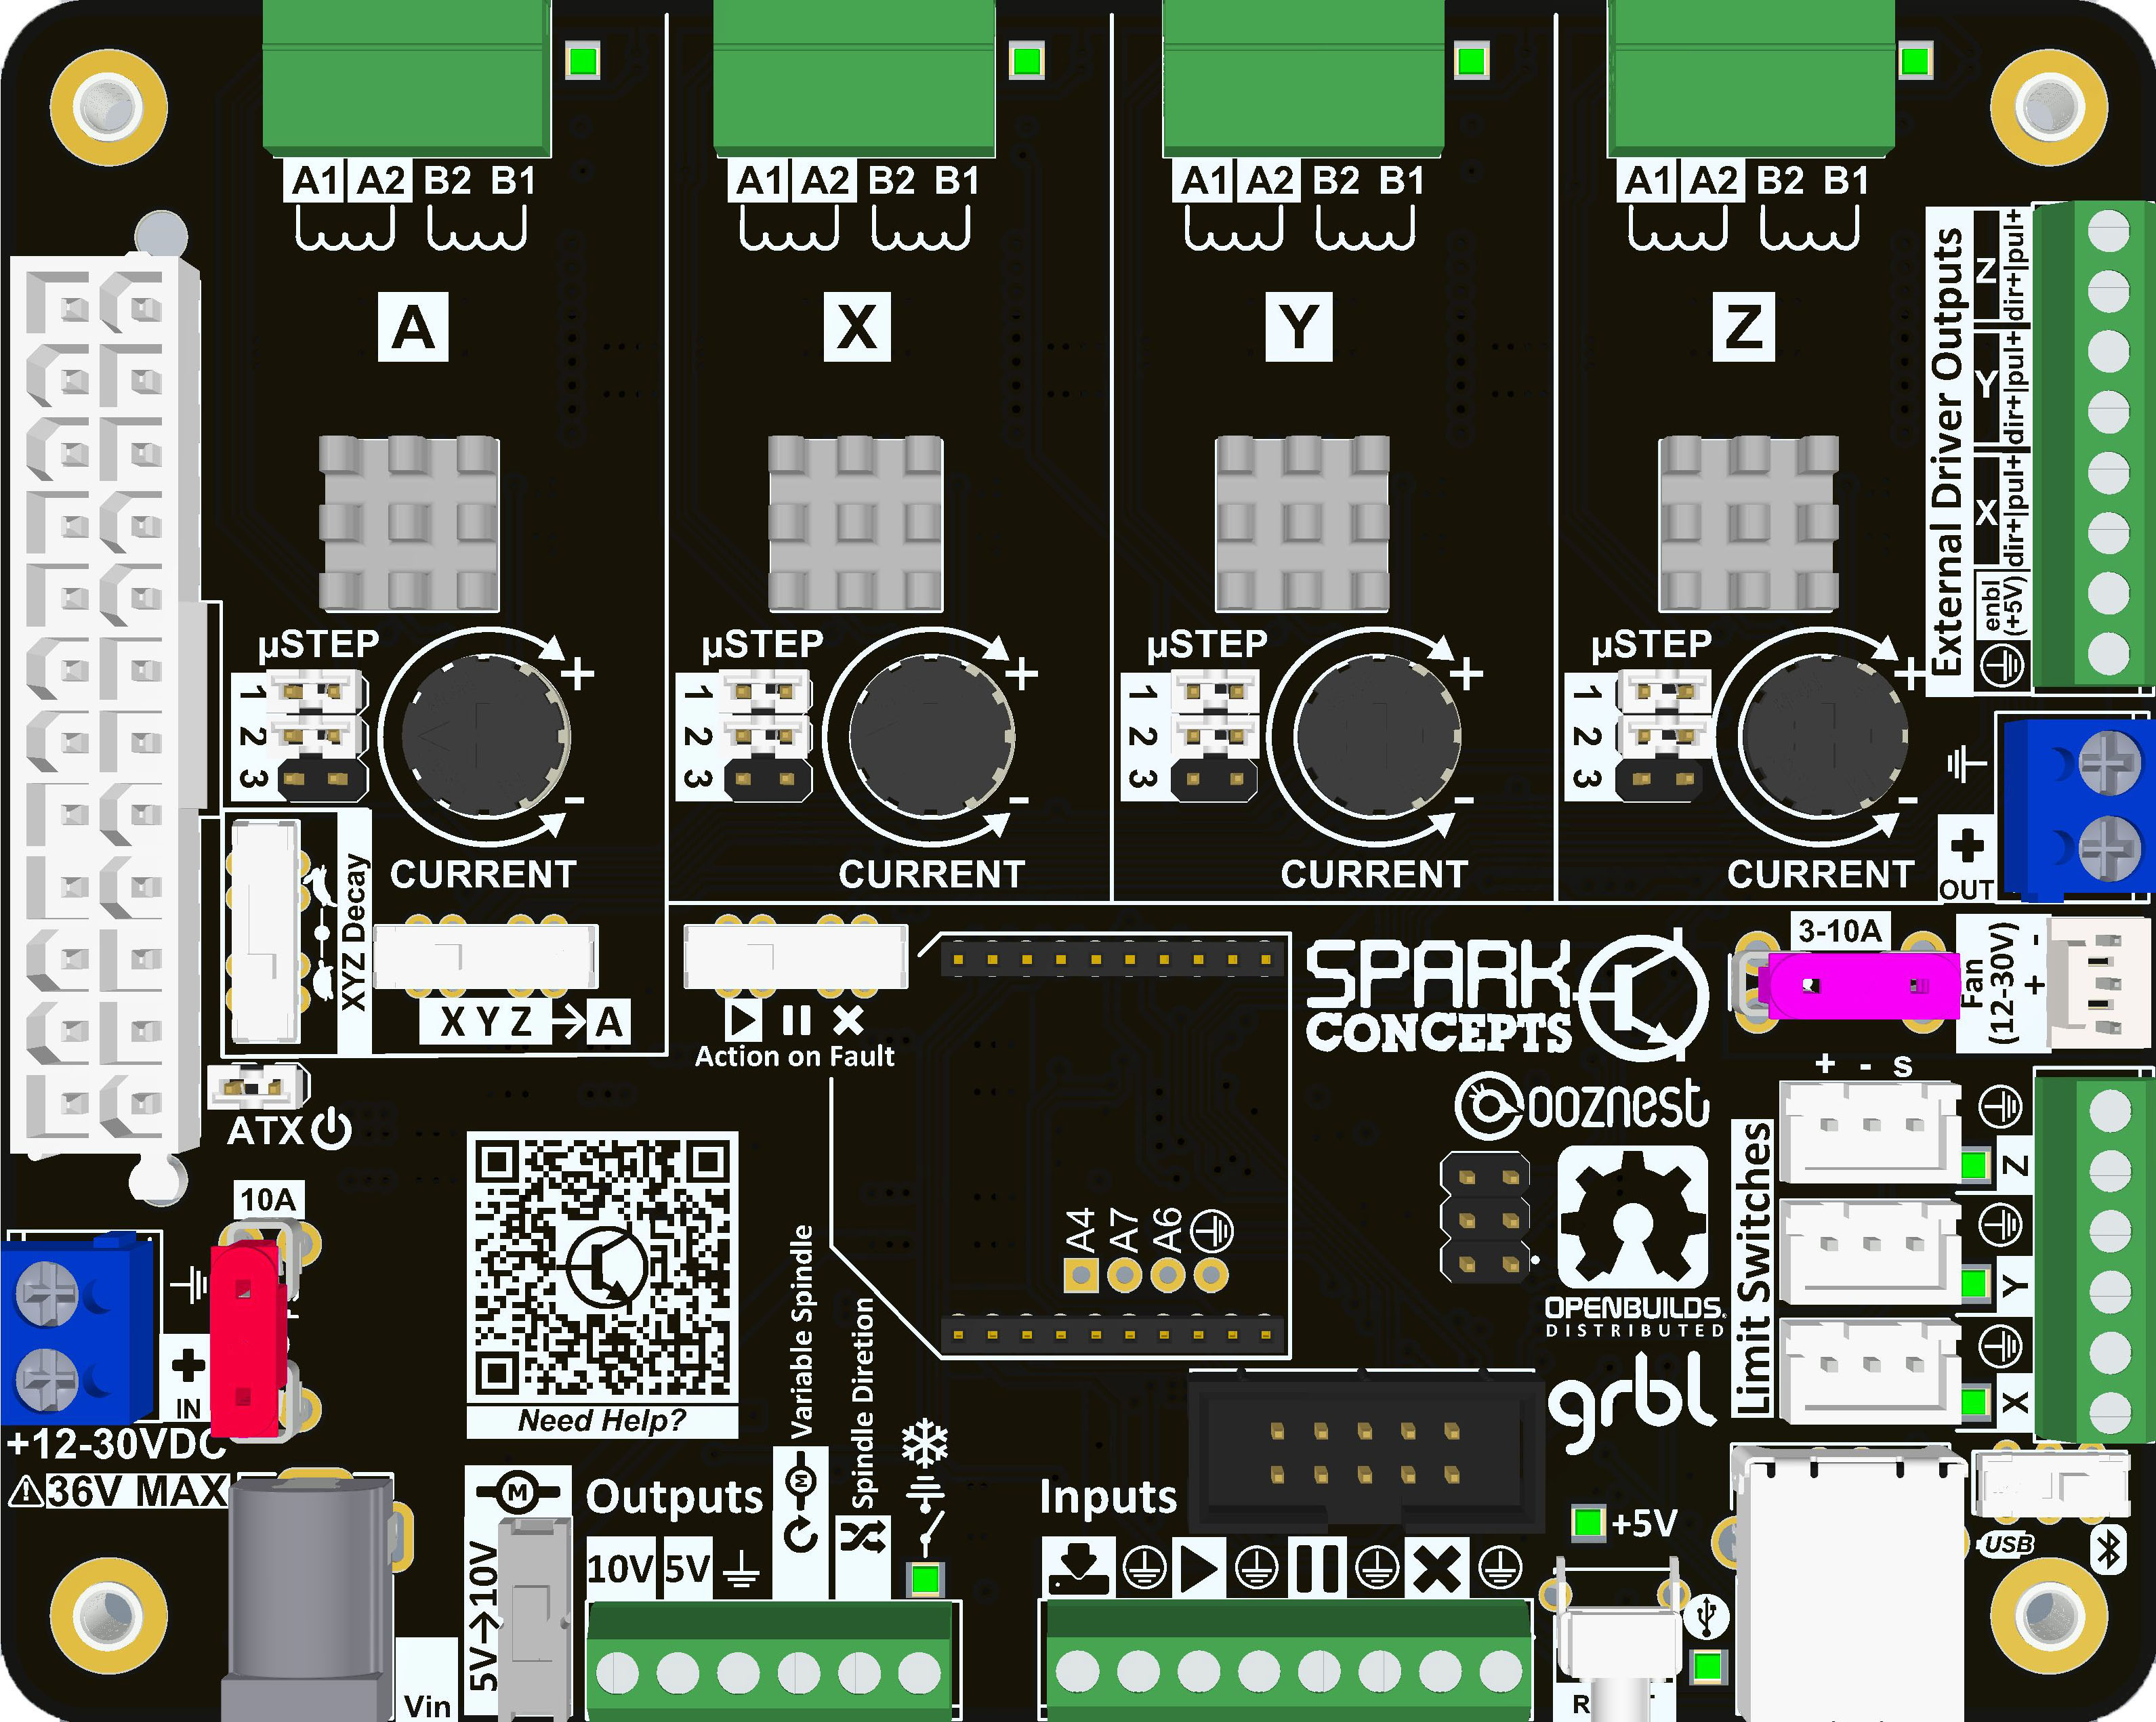 A1 A2 B2 B1
A1 A2 B2 B1
A1 A2 B2 B1
A1 A2 B2 B1
A
X
Y
Z
External Driver Outputs
Z
dir+|pul+
Y
dir+|pul+
X
dir+|pul+
enbl
(+5V)
µSTEP
1
2
3
+
-
CURRENT
µSTEP
1
2
3
+
-
CURRENT
µSTEP
1
2
3
+
-
CURRENT
µSTEP
1
2
3
+
-
CURRENT
+
OUT
XYZ Decay
X Y Z → A
Action on Fault
SPARK
CONCEPTS
3-10A
Fan
(12-30V)
- +
+ - s
ATX
ooznest
10A
A4
A7
A6
Limit Switches
Z
Y
X
OPENBUILDS
DISTRIBUTED
grbl
+
IN
+12-30VDC
36V MAX
Need Help?
Variable Spindle
Spindle Diretion
M
M
5V→10V
Outputs
10V 5V
Inputs
+5V
USB
Vin